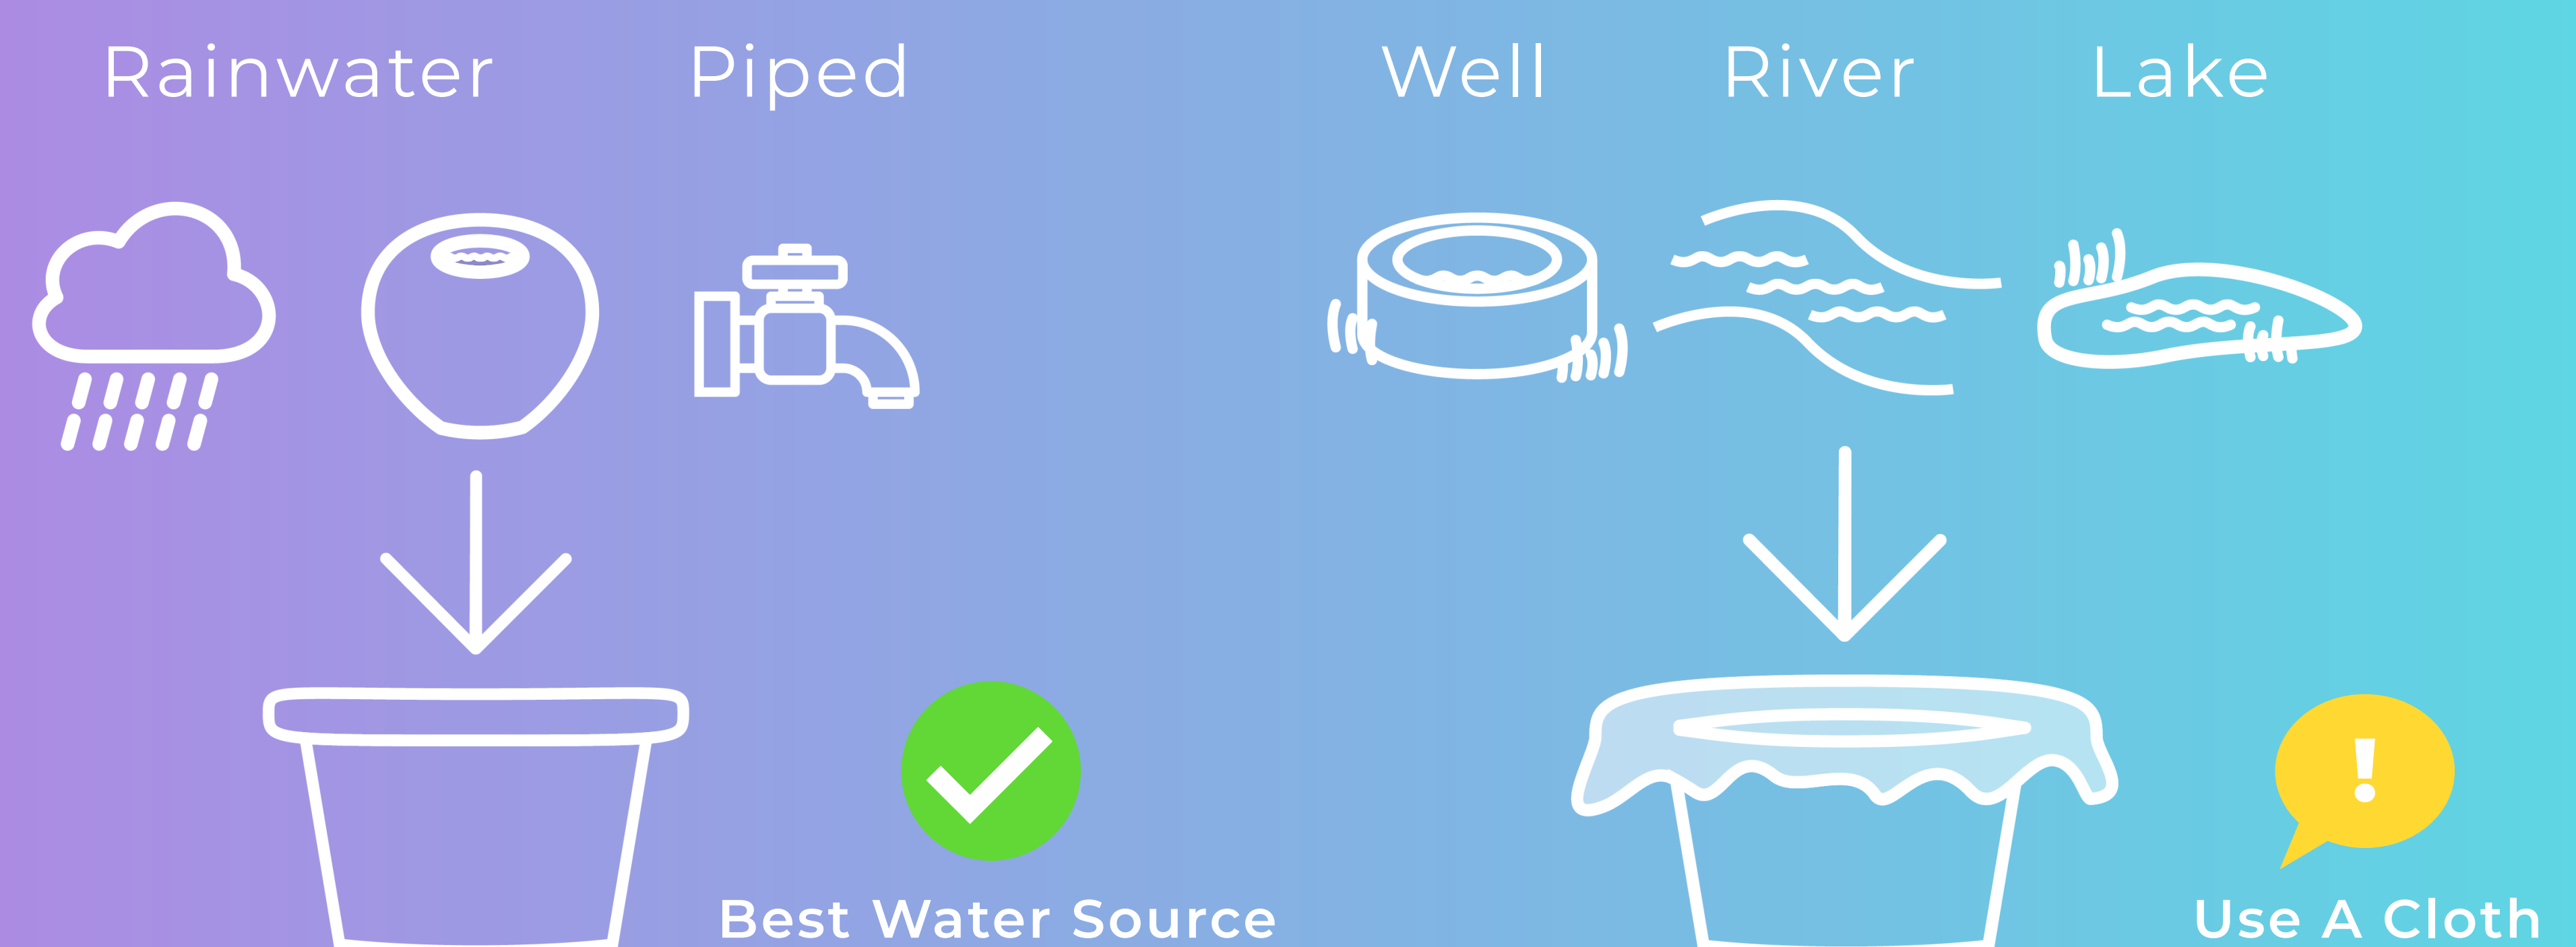 Rainwater
Piped
Well
River
Lake
!
Best Water Source
Use A Cloth